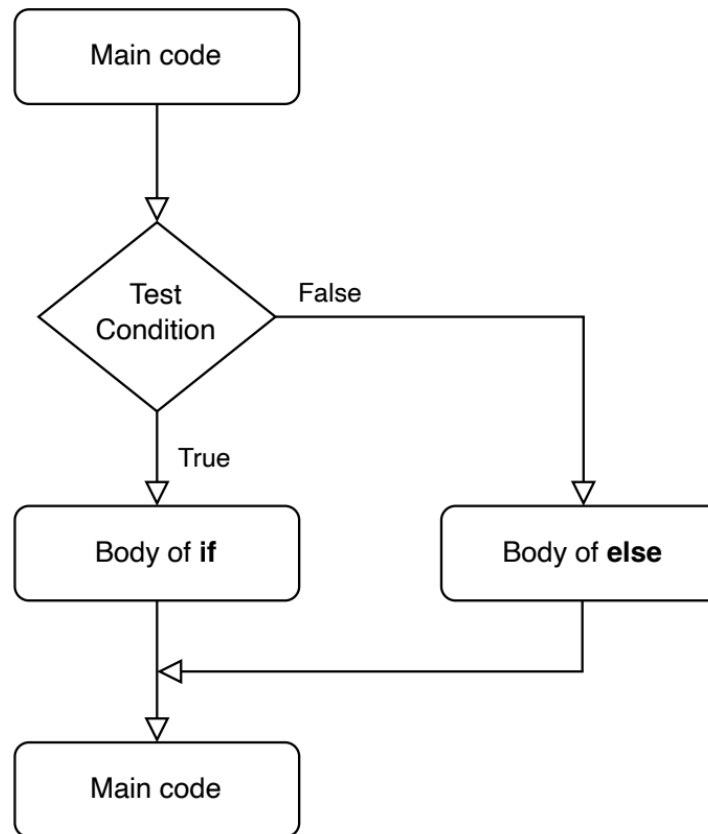 Main code
Test
Condition
False
True
Body of if
Body of else
Main code